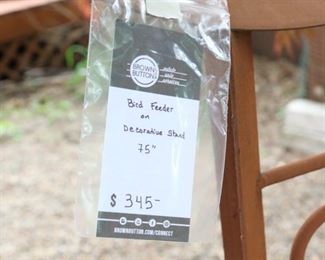 BROWN
BUTTON
Bird Feeder
on
Decorative Stand
75"
$ 345-
BROWNBUTTON.COM/CONNECT